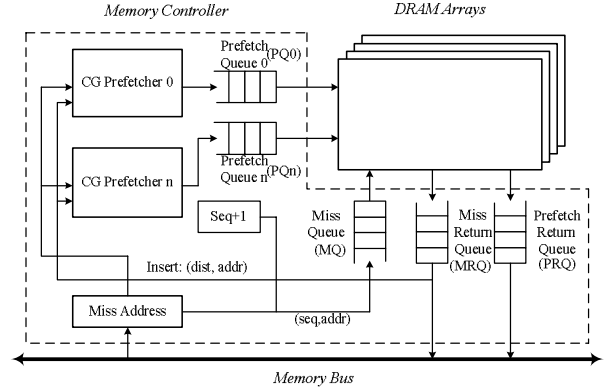 Memory Controller
DRAM Arrays
CG Prefetcher 0
Prefetch
Queue 0
(PQ0)
CG Prefetcher n
Prefetch
Queue n
(PQn)
Seq+1
Miss
Queue
(MQ)
Miss
Return
Queue
(MRQ)
Prefetch
Return
Queue
(PRQ)
Insert: (dist, addr)
Miss Address
(seq,addr)
Memory Bus